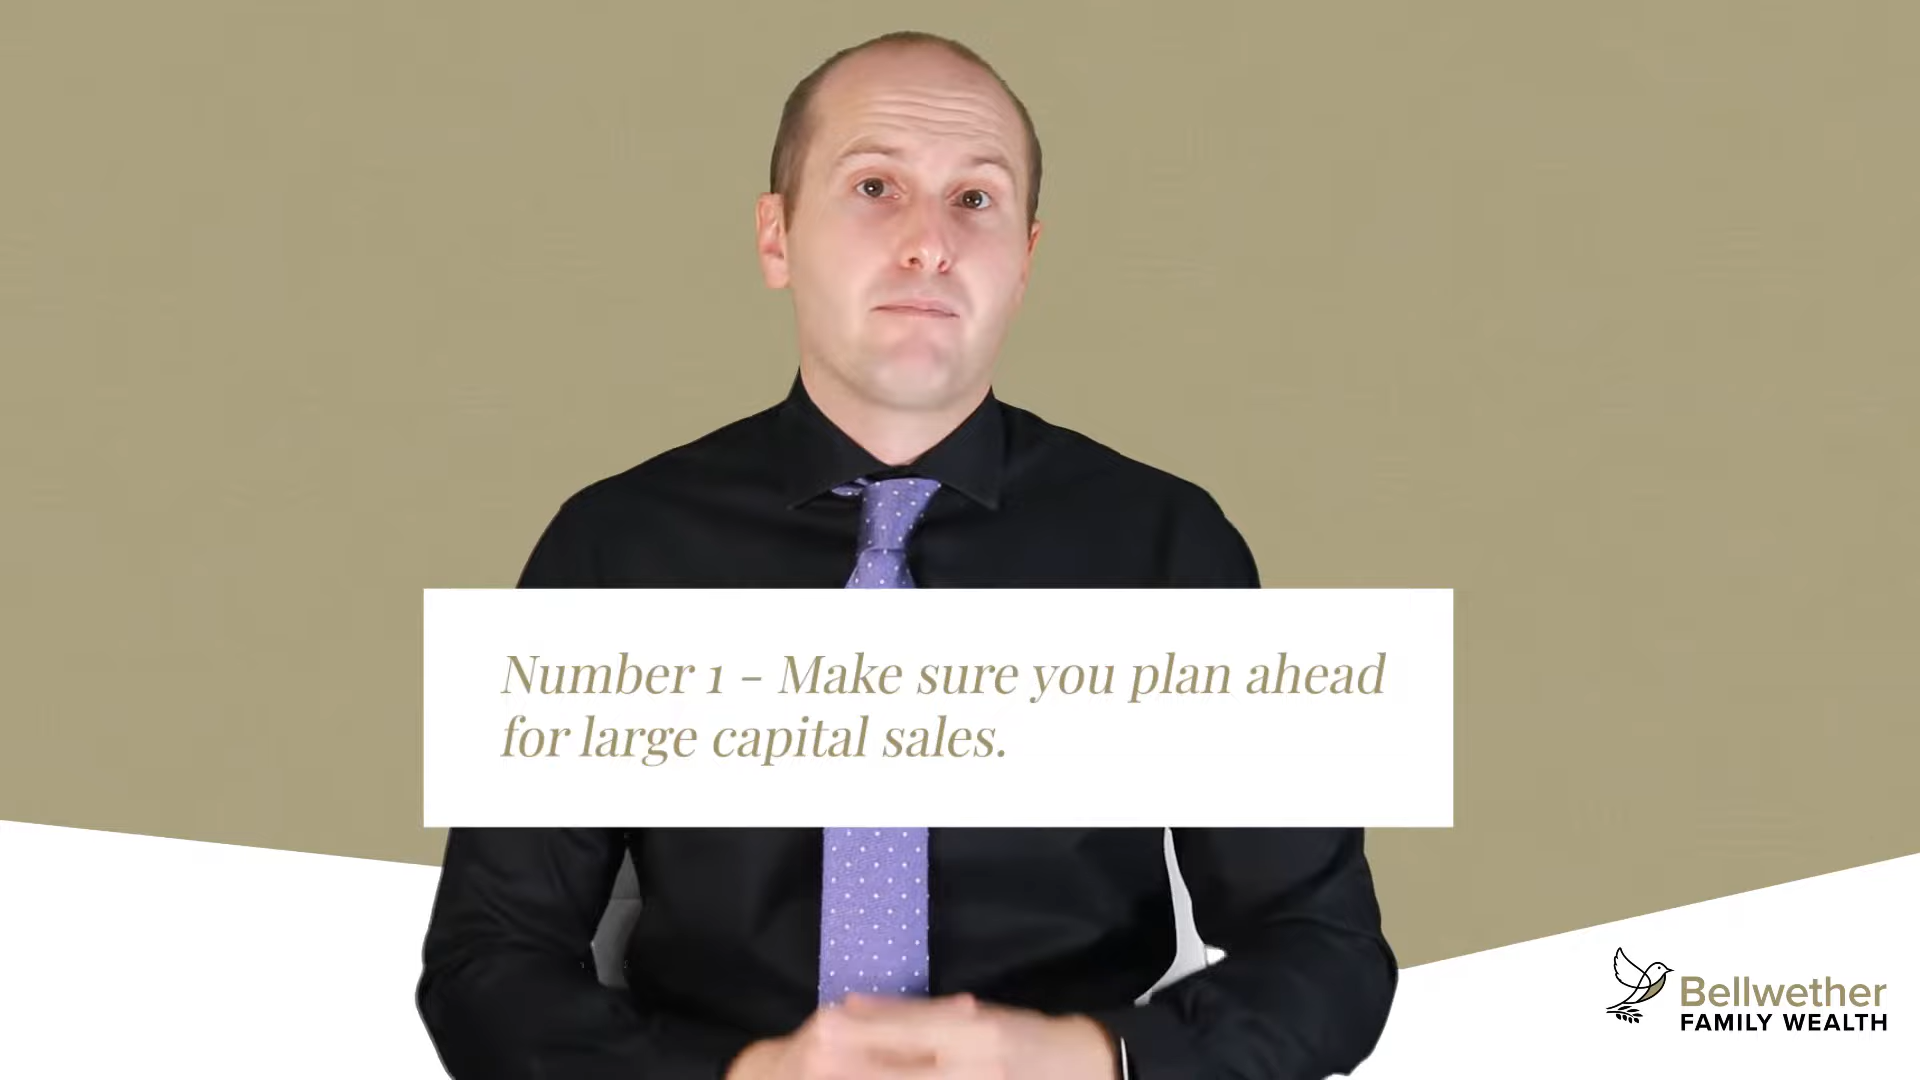 Number 1 - Make sure you plan ahead
for large capital sales.
Bellwether
FAMILY WEALTH